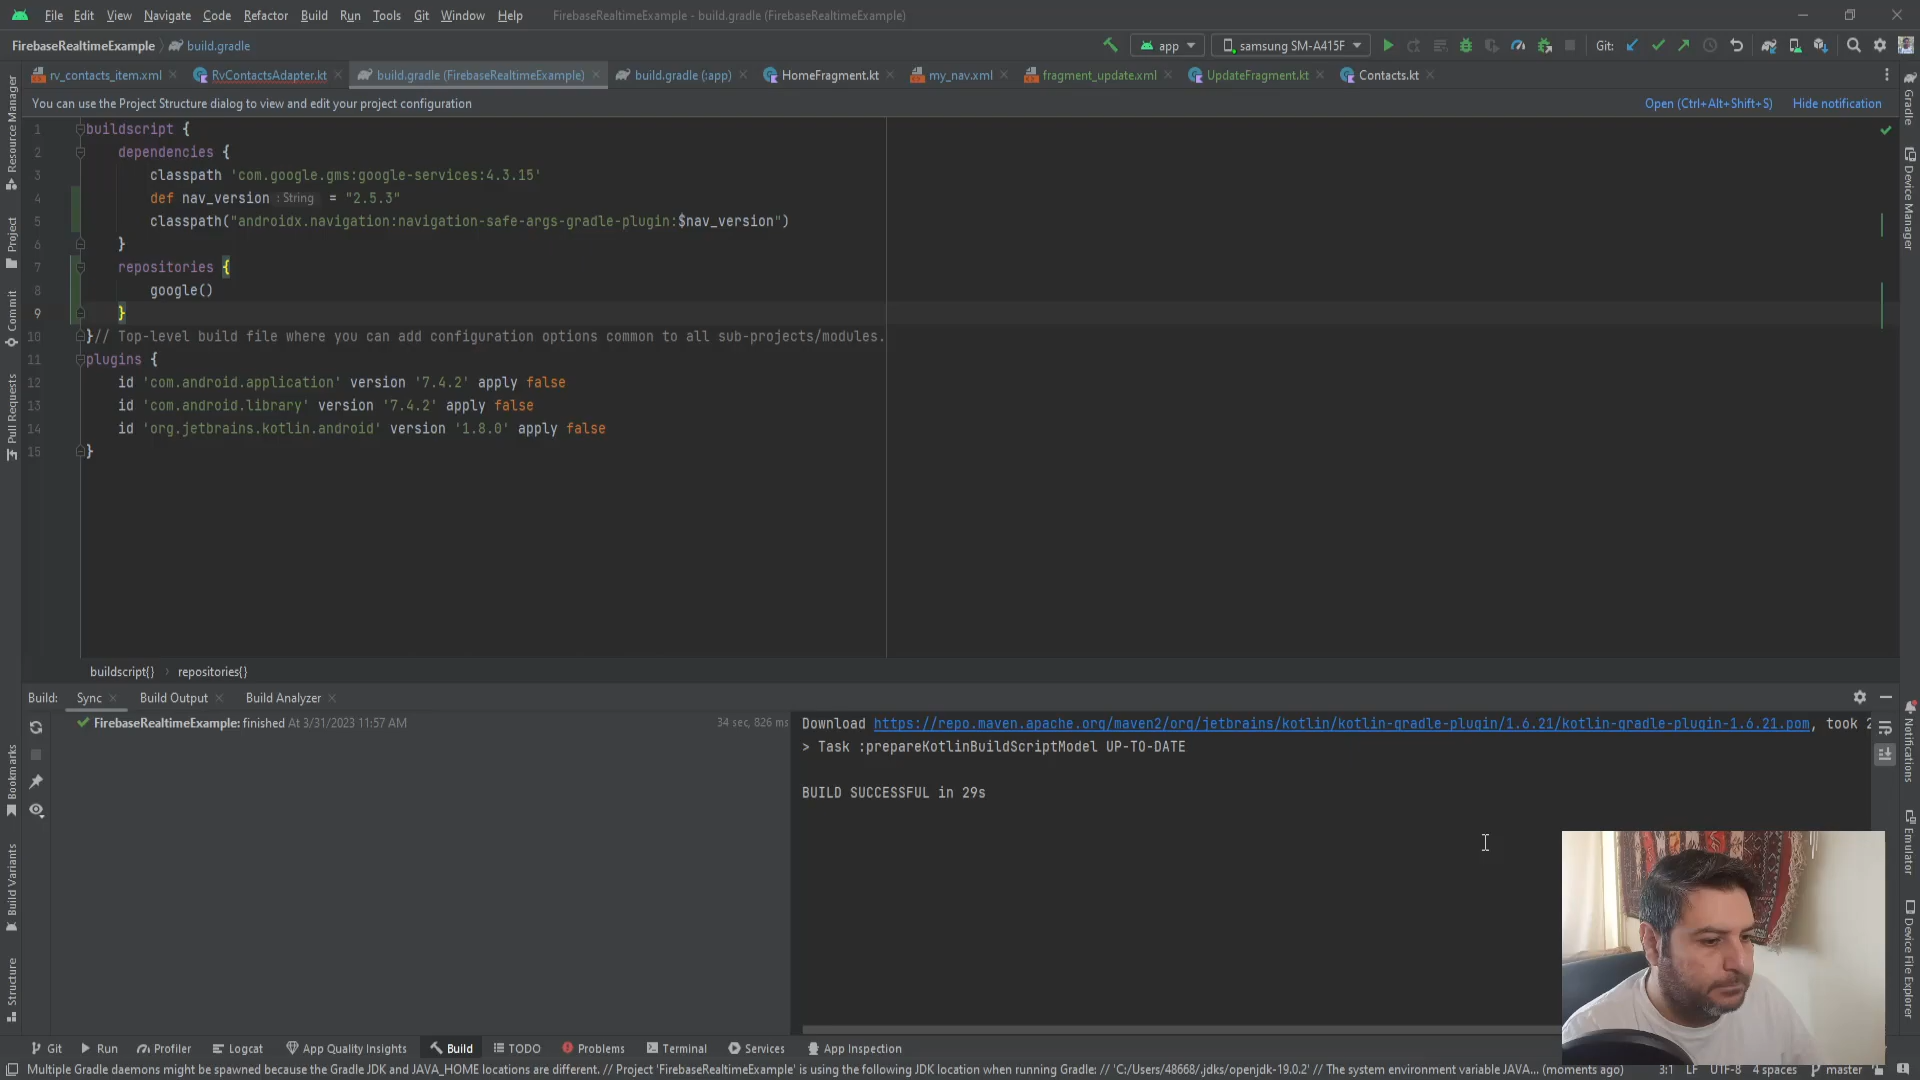 File Edit View Navigate Code Refactor Build Run Tools Git Window Help FirebaseRealtimeExample - build.gradle (FirebaseRealtimeExample)
FirebaseRealtimeExample build.gradle app samsung SM-A415F Git:
rv_contacts_item.xml RvContactsAdapter.kt build.gradle (FirebaseRealtimeExample) build.gradle (:app) HomeFragment.kt my_nav.xml fragment_update.xml UpdateFragment.kt Contacts.kt
You can use the Project Structure dialog to view and edit your project configuration Open (Ctrl+Alt+Shift+S) Hide notification
1 buildscript {
2 dependencies {
3 classpath 'com.google.gms:google-services:4.3.15'
4 def nav_version : String = "2.5.3"
5 classpath("androidx.navigation:navigation-safe-args-gradle-plugin:$nav_version")
6 }
7 repositories {
8 google()
9 }
10 }// Top-level build file where you can add configuration options common to all sub-projects/modules.
11 plugins {
12 id 'com.android.application' version '7.4.2' apply false
13 id 'com.android.library' version '7.4.2' apply false
14 id 'org.jetbrains.kotlin.android' version '1.8.0' apply false
15 }
buildscript{} repositories{}
Build: Sync Build Output Build Analyzer
FirebaseRealtimeExample: finished At 3/31/2023 11:57 AM 34 sec, 826 ms
Download https://repo.maven.apache.org/maven2/org/jetbrains/kotlin/kotlin-gradle-plugin/1.6.21/kotlin-gradle-plugin-1.6.21.pom, took 2
> Task :prepareKotlinBuildScriptModel UP-TO-DATE
BUILD SUCCESSFUL in 29s
Resource Manager
Project
Commit
Pull Requests
Bookmarks
Build Variants
Structure
Gradle
Device Manager
Notifications
Emulator
Device File Explorer
Git Run Profiler Logcat App Quality Insights Build TODO Problems Terminal Services App Inspection
Multiple Gradle daemons might be spawned because the Gradle JDK and JAVA_HOME locations are different. // Project 'FirebaseRealtimeExample' is using the following JDK location when running Gradle: // 'C:/Users/48668/.jdks/openjdk-19.0.2' // The system environment variable JAVA... (moments ago) 3:1 LF UTF-8 4 spaces master